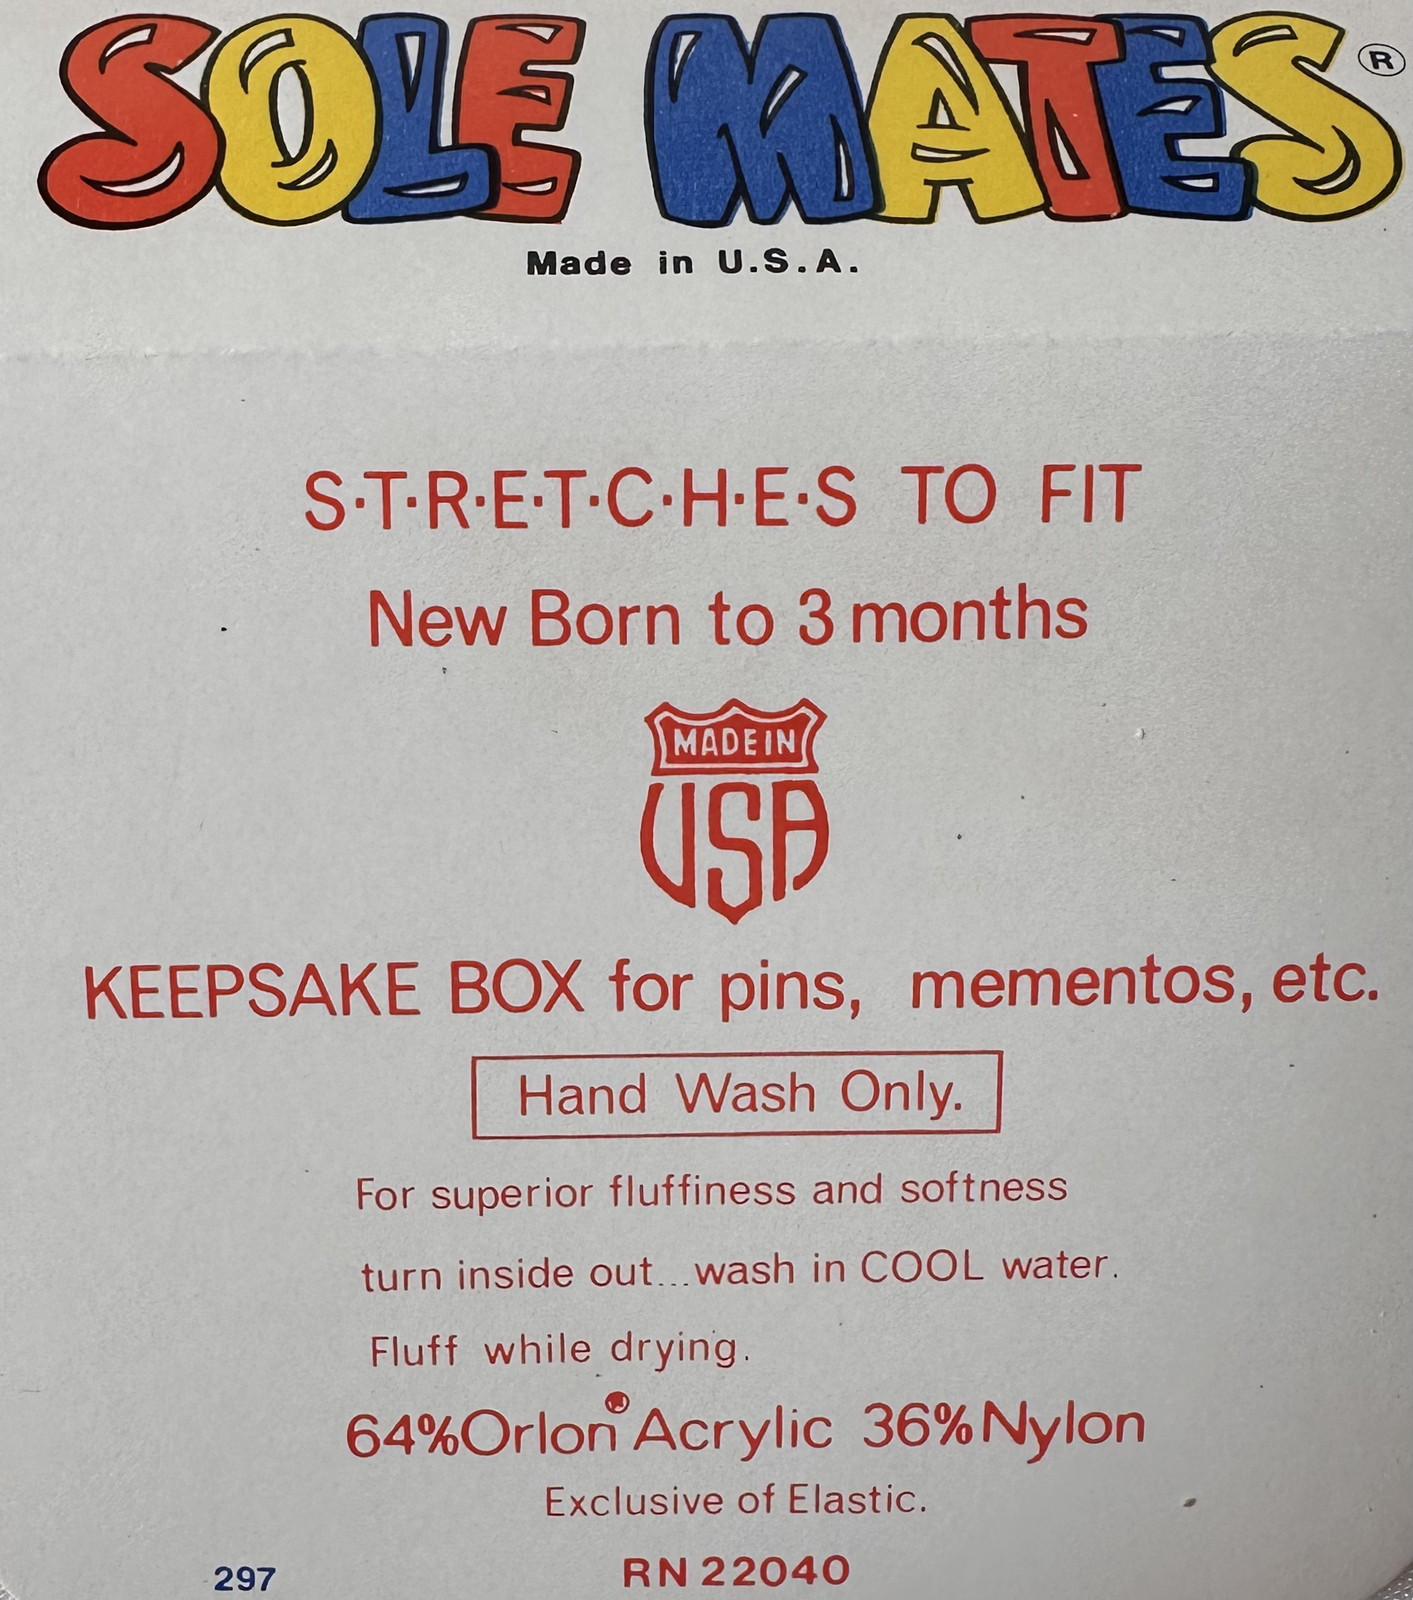 SOLE MATES®
Made in U.S.A.
S·T·R·E·T·C·H·E·S TO FIT
New Born to 3 months
MADE IN
USA
KEEPSAKE BOX for pins, mementos, etc.
Hand Wash Only.
For superior fluffiness and softness
turn inside out...wash in COOL water.
Fluff while drying.
64%Orlon® Acrylic 36%Nylon
Exclusive of Elastic.
297 RN 22040